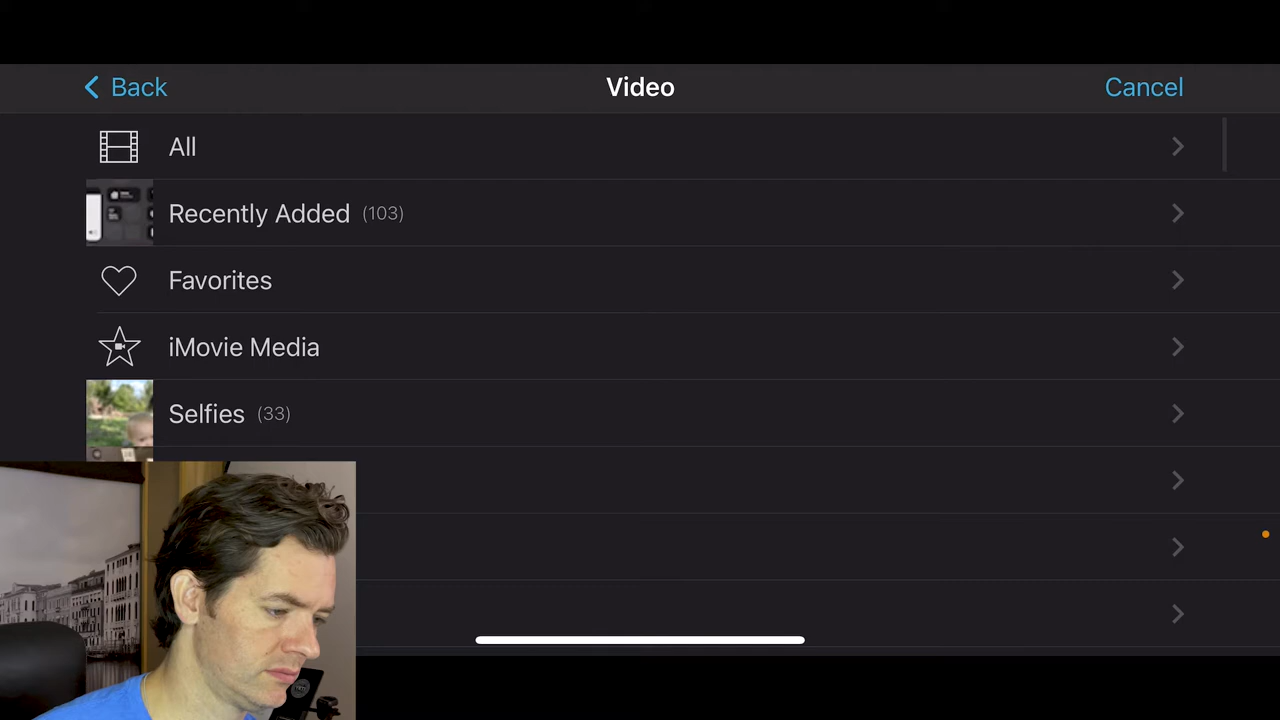 Back
Video
Cancel
All
Recently Added (103)
Favorites
iMovie Media
Selfies (33)